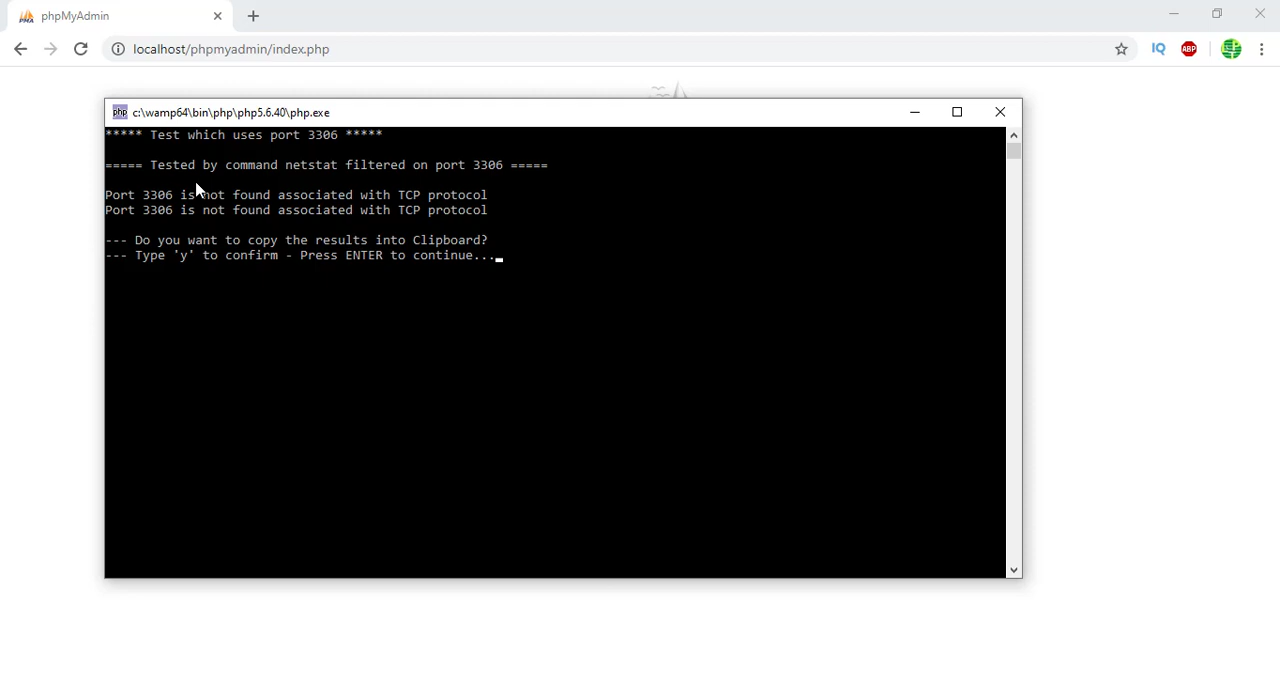 phpMyAdmin
localhost/phpmyadmin/index.php
IQ
ABP
php c:\wamp64\bin\php\php5.6.40\php.exe
***** Test which uses port 3306 *****
===== Tested by command netstat filtered on port 3306 =====
Port 3306 is not found associated with TCP protocol
Port 3306 is not found associated with TCP protocol
--- Do you want to copy the results into Clipboard?
--- Type 'y' to confirm - Press ENTER to continue..._